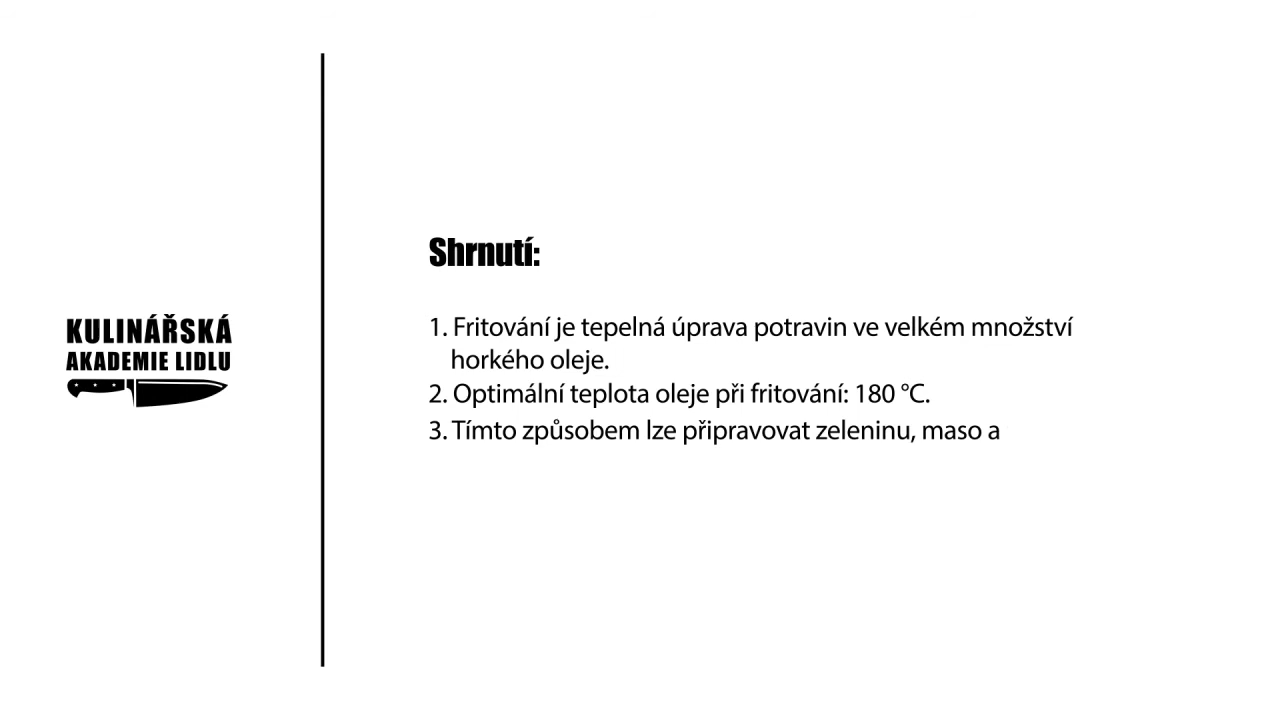 KULINÁŘSKÁ
AKADEMIE LIDLU
Shrnutí:
1. Fritování je tepelná úprava potravin ve velkém množství
horkého oleje.
2. Optimální teplota oleje při fritování: 180 °C.
3. Tímto způsobem lze připravovat zeleninu, maso a